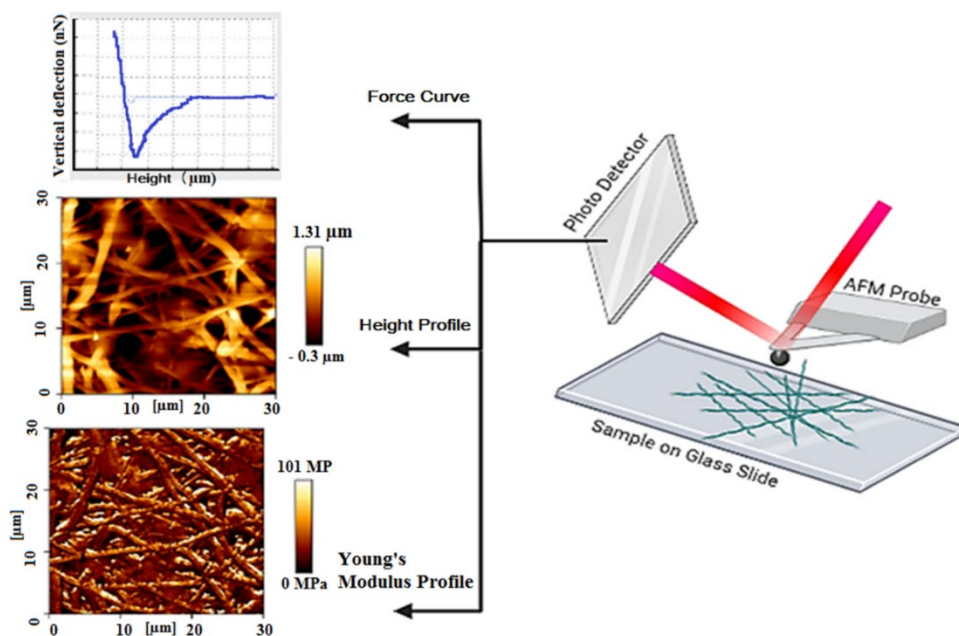 Vertical deflection (nN)
Height (µm)
Force Curve
30
20
10
0
[µm]
0
10
[µm]
20
30
1.31 µm
- 0.3 µm
Height Profile
30
20
10
0
[µm]
10
[µm]
20
30
101 MP
0 MPa
Young's
Modulus Profile
Photo Detector
AFM Probe
Sample on Glass Slide